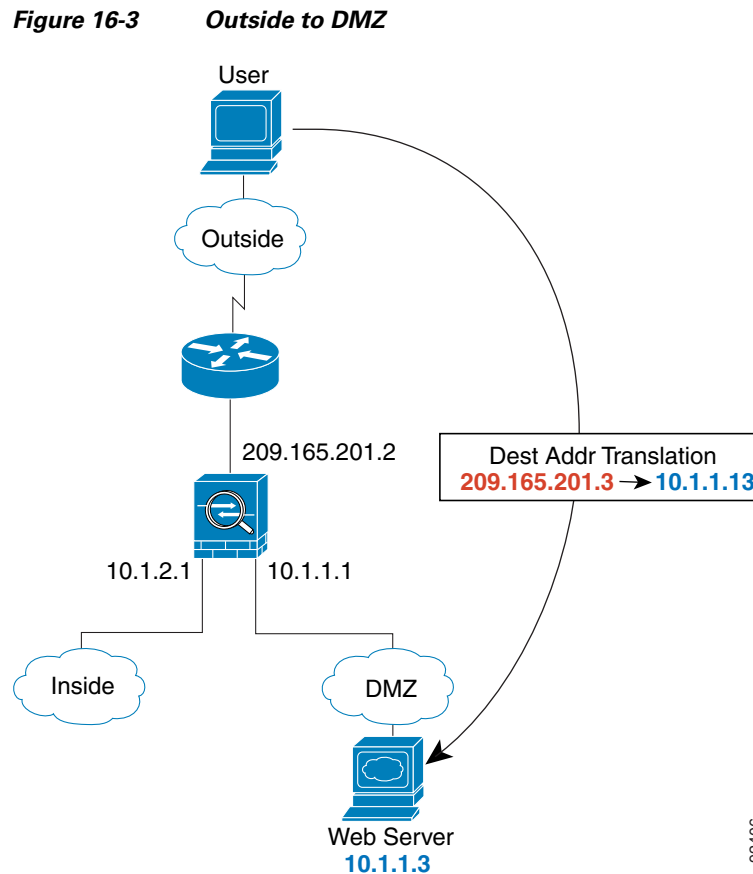 Figure 16-3 Outside to DMZ
User
Outside
209.165.201.2
Dest Addr Translation
209.165.201.3 → 10.1.1.13
10.1.2.1
10.1.1.1
Inside
DMZ
Web Server
10.1.1.3